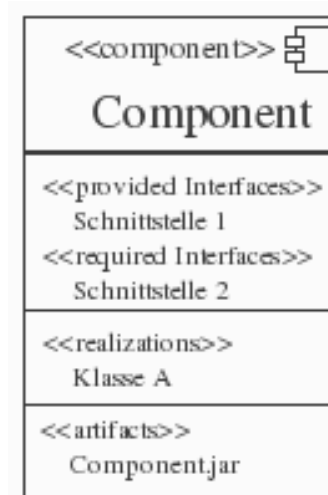 <<component>>
Component
<<provided Interfaces>>
Schnittstelle 1
<<required Interfaces>>
Schnittstelle 2
<<realizations>>
Klasse A
<<artifacts>>
Component.jar